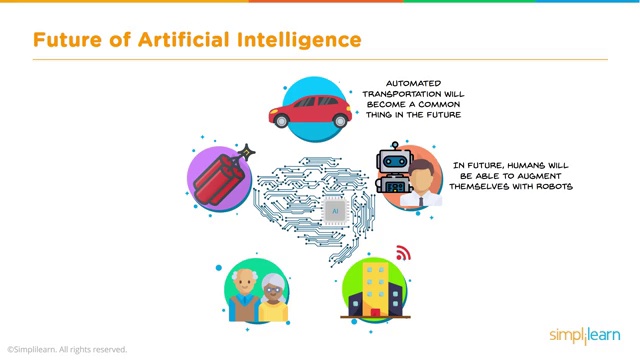 Future of Artificial Intelligence
AUTOMATED
TRANSPORTATION WILL
BECOME A COMMON
THING IN THE FUTURE
IN FUTURE, HUMANS WILL
BE ABLE TO AUGMENT
THEMSELVES WITH ROBOTS
AI
©Simplilearn. All rights reserved.
simplilearn